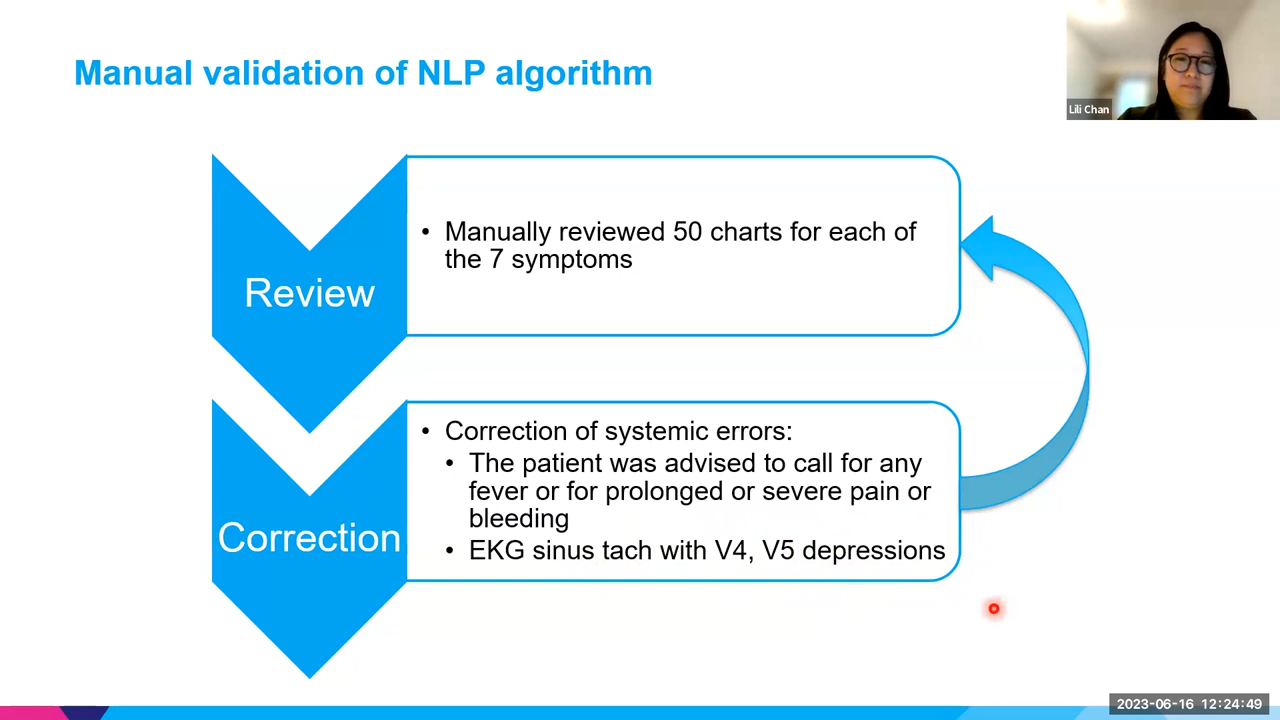 Manual validation of NLP algorithm
Lili Chan
Review
• Manually reviewed 50 charts for each of
the 7 symptoms
Correction
• Correction of systemic errors:
• The patient was advised to call for any
fever or for prolonged or severe pain or
bleeding
• EKG sinus tach with V4, V5 depressions
2023-06-16 12:24:49